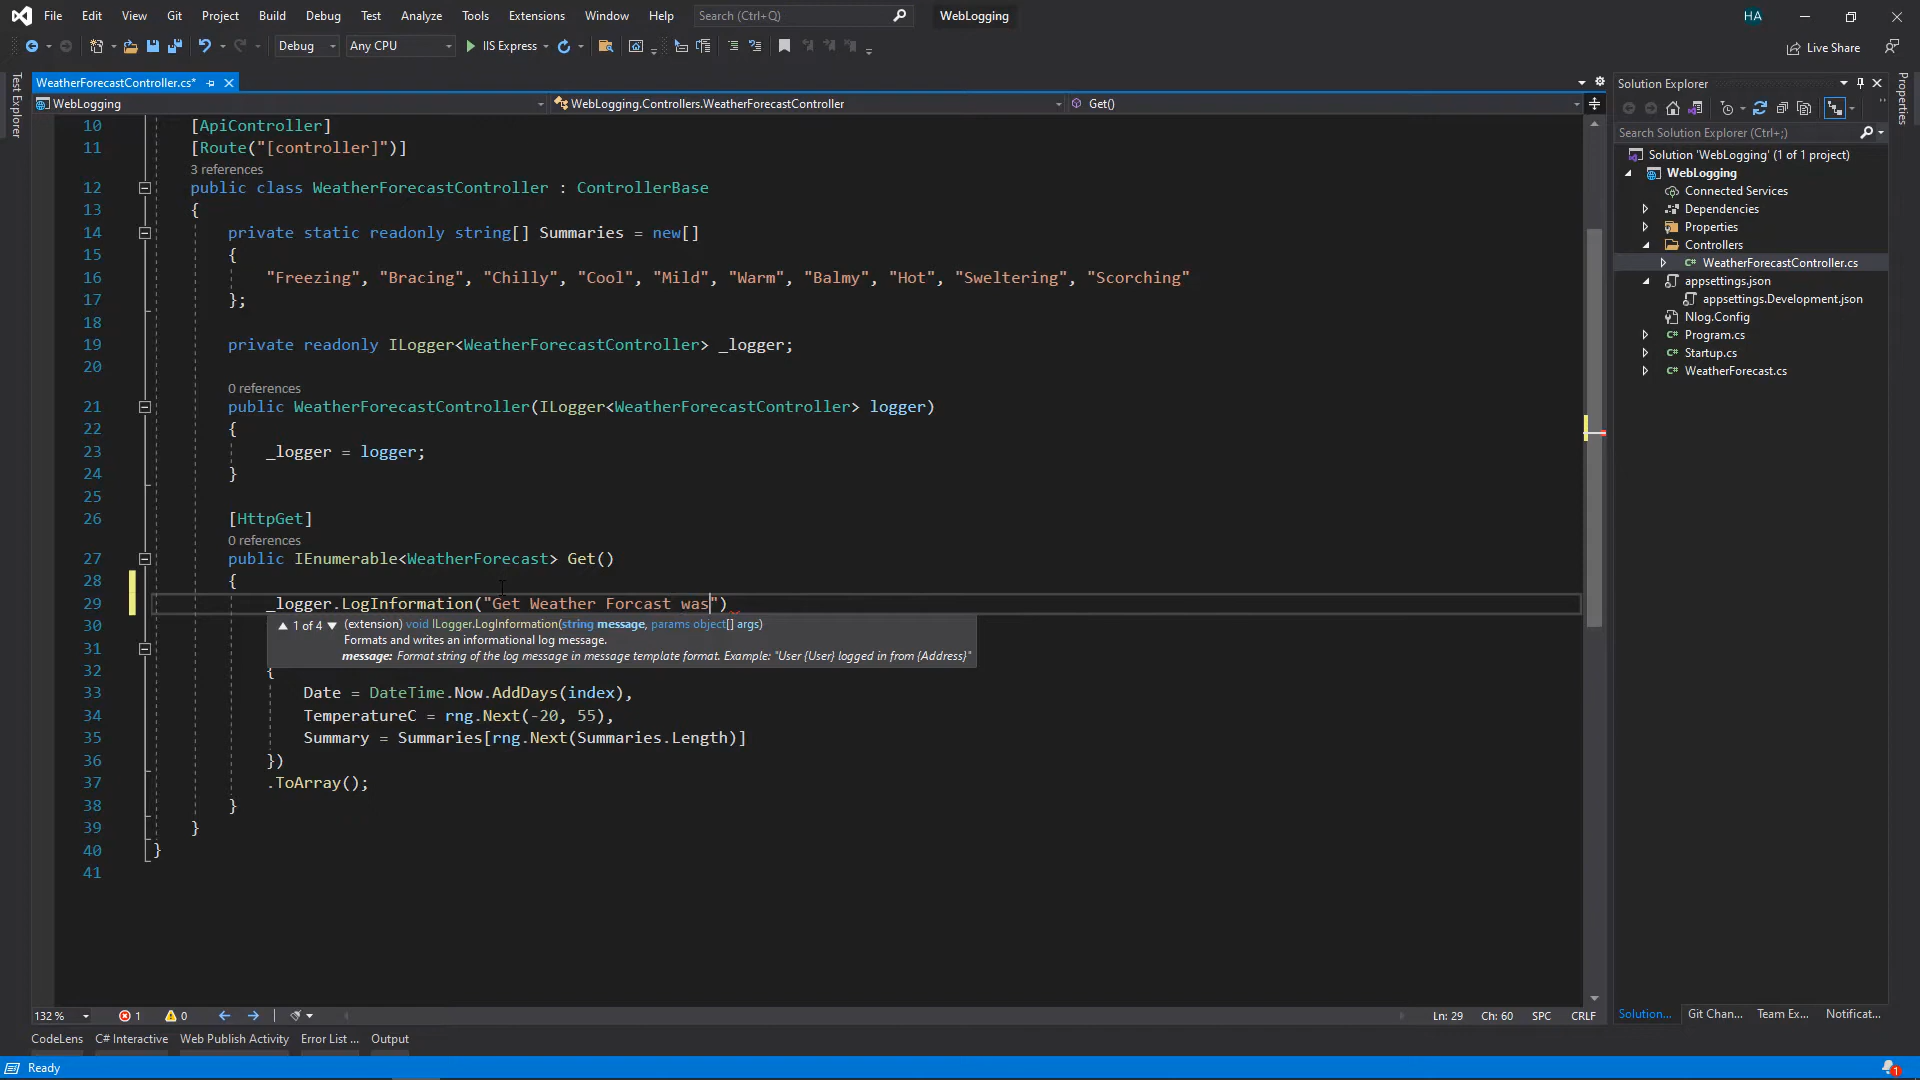 File Edit View Git Project Build Debug Test Analyze Tools Extensions Window Help Search (Ctrl+Q) WebLogging HA
Debug Any CPU IIS Express Live Share
Test Explorer
WeatherForecastController.cs*
WebLogging WebLogging.Controllers.WeatherForecastController Get()
10 [ApiController]
11 [Route("[controller]")]
3 references
12 public class WeatherForecastController : ControllerBase
13 {
14 private static readonly string[] Summaries = new[]
15 {
16 "Freezing", "Bracing", "Chilly", "Cool", "Mild", "Warm", "Balmy", "Hot", "Sweltering", "Scorching"
17 };
18
19 private readonly ILogger<WeatherForecastController> _logger;
20
0 references
21 public WeatherForecastController(ILogger<WeatherForecastController> logger)
22 {
23 _logger = logger;
24 }
25
26 [HttpGet]
0 references
27 public IEnumerable<WeatherForecast> Get()
28 {
29 _logger.LogInformation("Get Weather Forcast was")
30
1 of 4 (extension) void ILogger.LogInformation(string message, params object[] args)
Formats and writes an informational log message.
31
message: Format string of the log message in message template format. Example: "User {User} logged in from {Address}"
32 {
33 Date = DateTime.Now.AddDays(index),
34 TemperatureC = rng.Next(-20, 55),
35 Summary = Summaries[rng.Next(Summaries.Length)]
36 })
37 .ToArray();
38 }
39 }
40 }
41
132 % 1 0 Ln: 29 Ch: 60 SPC CRLF
CodeLens C# Interactive Web Publish Activity Error List ... Output
Ready
Solution Explorer
Search Solution Explorer (Ctrl+;)
Solution 'WebLogging' (1 of 1 project)
WebLogging
Connected Services
Dependencies
Properties
Controllers
C# WeatherForecastController.cs
appsettings.json
appsettings.Development.json
Nlog.Config
C# Program.cs
C# Startup.cs
C# WeatherForecast.cs
Solution... Git Chan... Team Ex... Notificat...
Properties
1